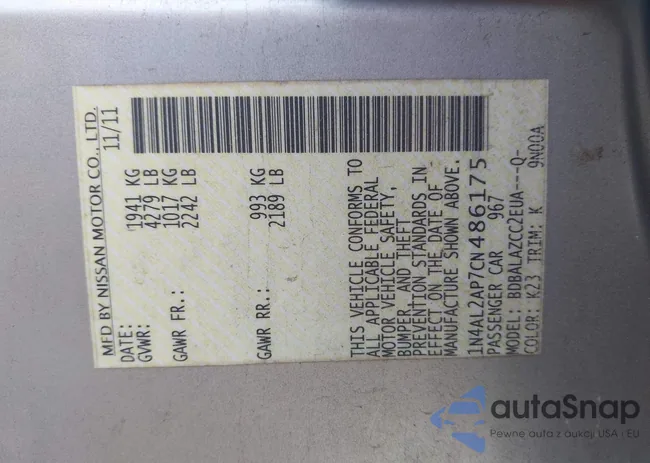 MFD BY NISSAN MOTOR CO., LTD.
DATE: 11/11
GVWR: 1941 KG
4279 LB
GAWR FR.: 1017 KG
2242 LB
GAWR RR.: 993 KG
2189 LB
THIS VEHICLE CONFORMS TO
ALL APPLICABLE FEDERAL
MOTOR VEHICLE SAFETY,
BUMPER, AND THEFT
PREVENTION STANDARDS IN
EFFECT ON THE DATE OF
MANUFACTURE SHOWN ABOVE.
1N4AL2AP7CN486175
PASSENGER CAR 967
MODEL: BDBALAZCC2EUA---Q-
COLOR: K23 TRIM: K 9N00A
autaSnap
Pewne auta z aukcji USA i EU